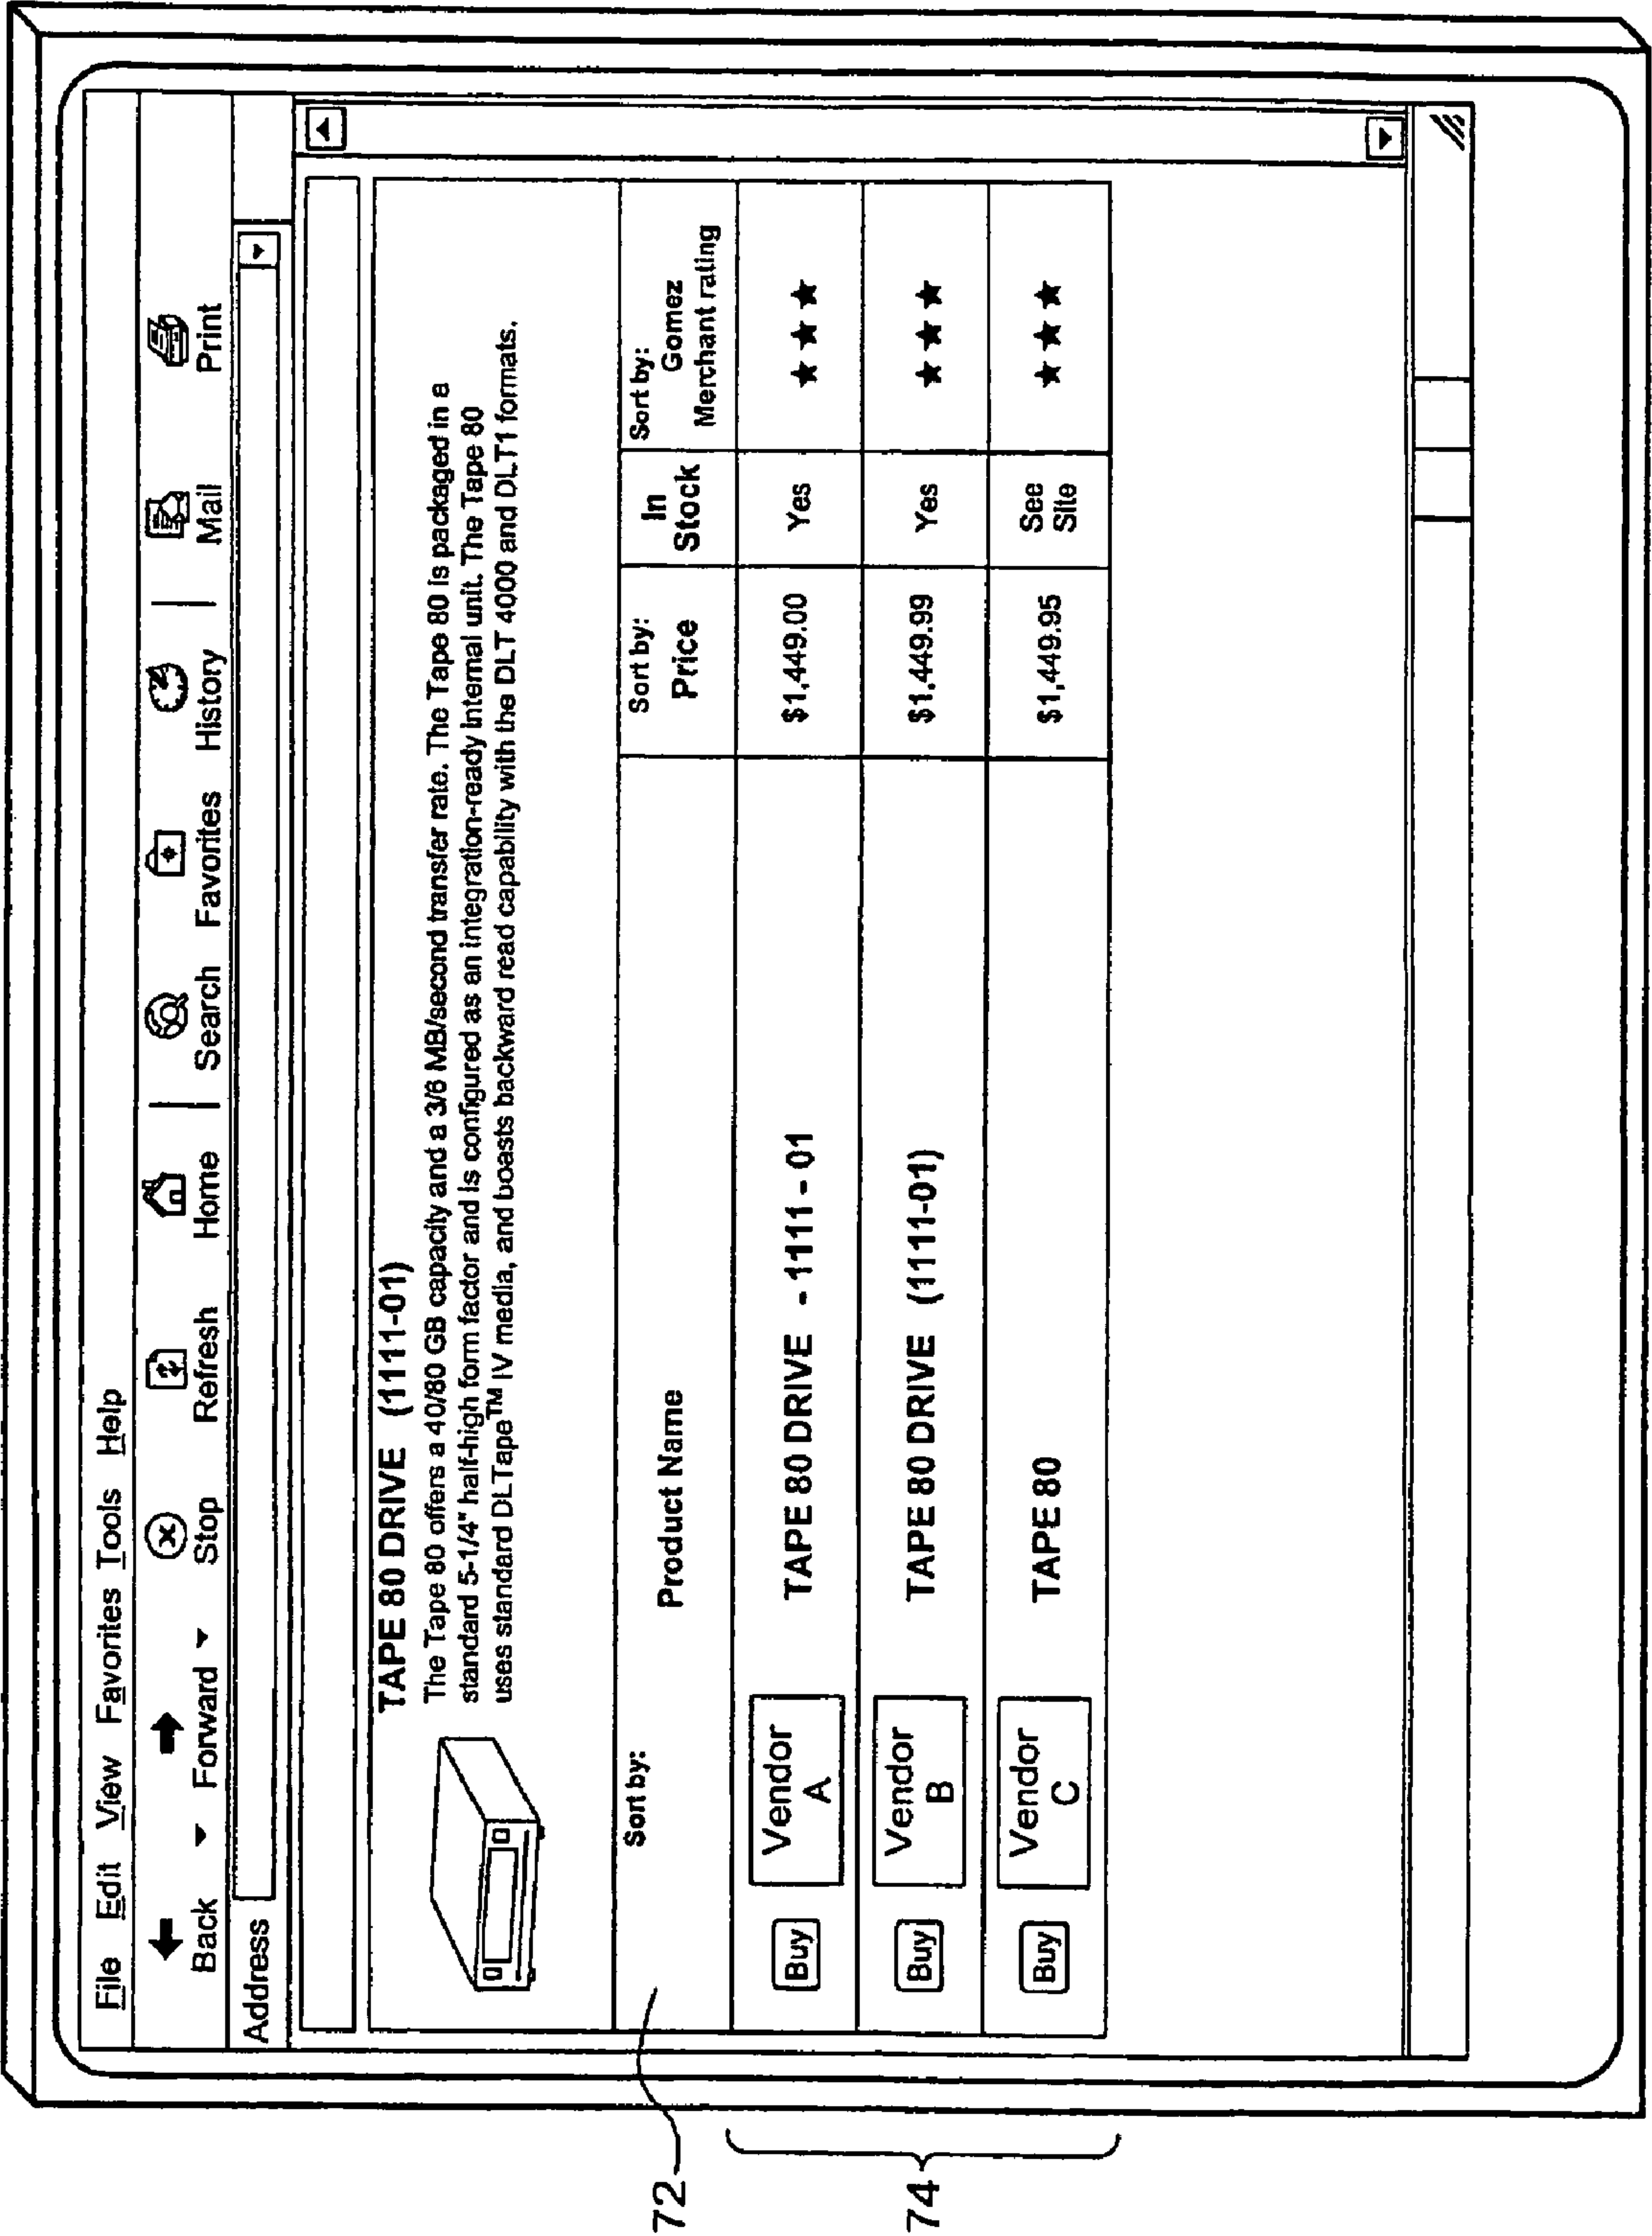 File Edit View Favorites Tools Help
Back Forward Stop Refresh Home Search Favorites History Mail Print
Address
TAPE 80 DRIVE (1111-01)
The Tape 80 offers a 40/80 GB capacity and a 3/6 MB/second transfer rate. The Tape 80 is packaged in a
standard 5-1/4" half-high form factor and is configured as an integration-ready internal unit. The Tape 80
uses standard DLTape™ IV media, and boasts backward read capability with the DLT 4000 and DLT1 formats.
72
Sort by:
Product Name
Sort by:
Price
In
Stock
Sort by:
Gomez
Merchant rating
74
Buy Vendor A TAPE 80 DRIVE - 1111 - 01 $1,449.00 Yes ★ ★ ★
Buy Vendor B TAPE 80 DRIVE (1111-01) $1,449.99 Yes ★ ★ ★
Buy Vendor C TAPE 80 $1,449.95 See Site ★ ★ ★